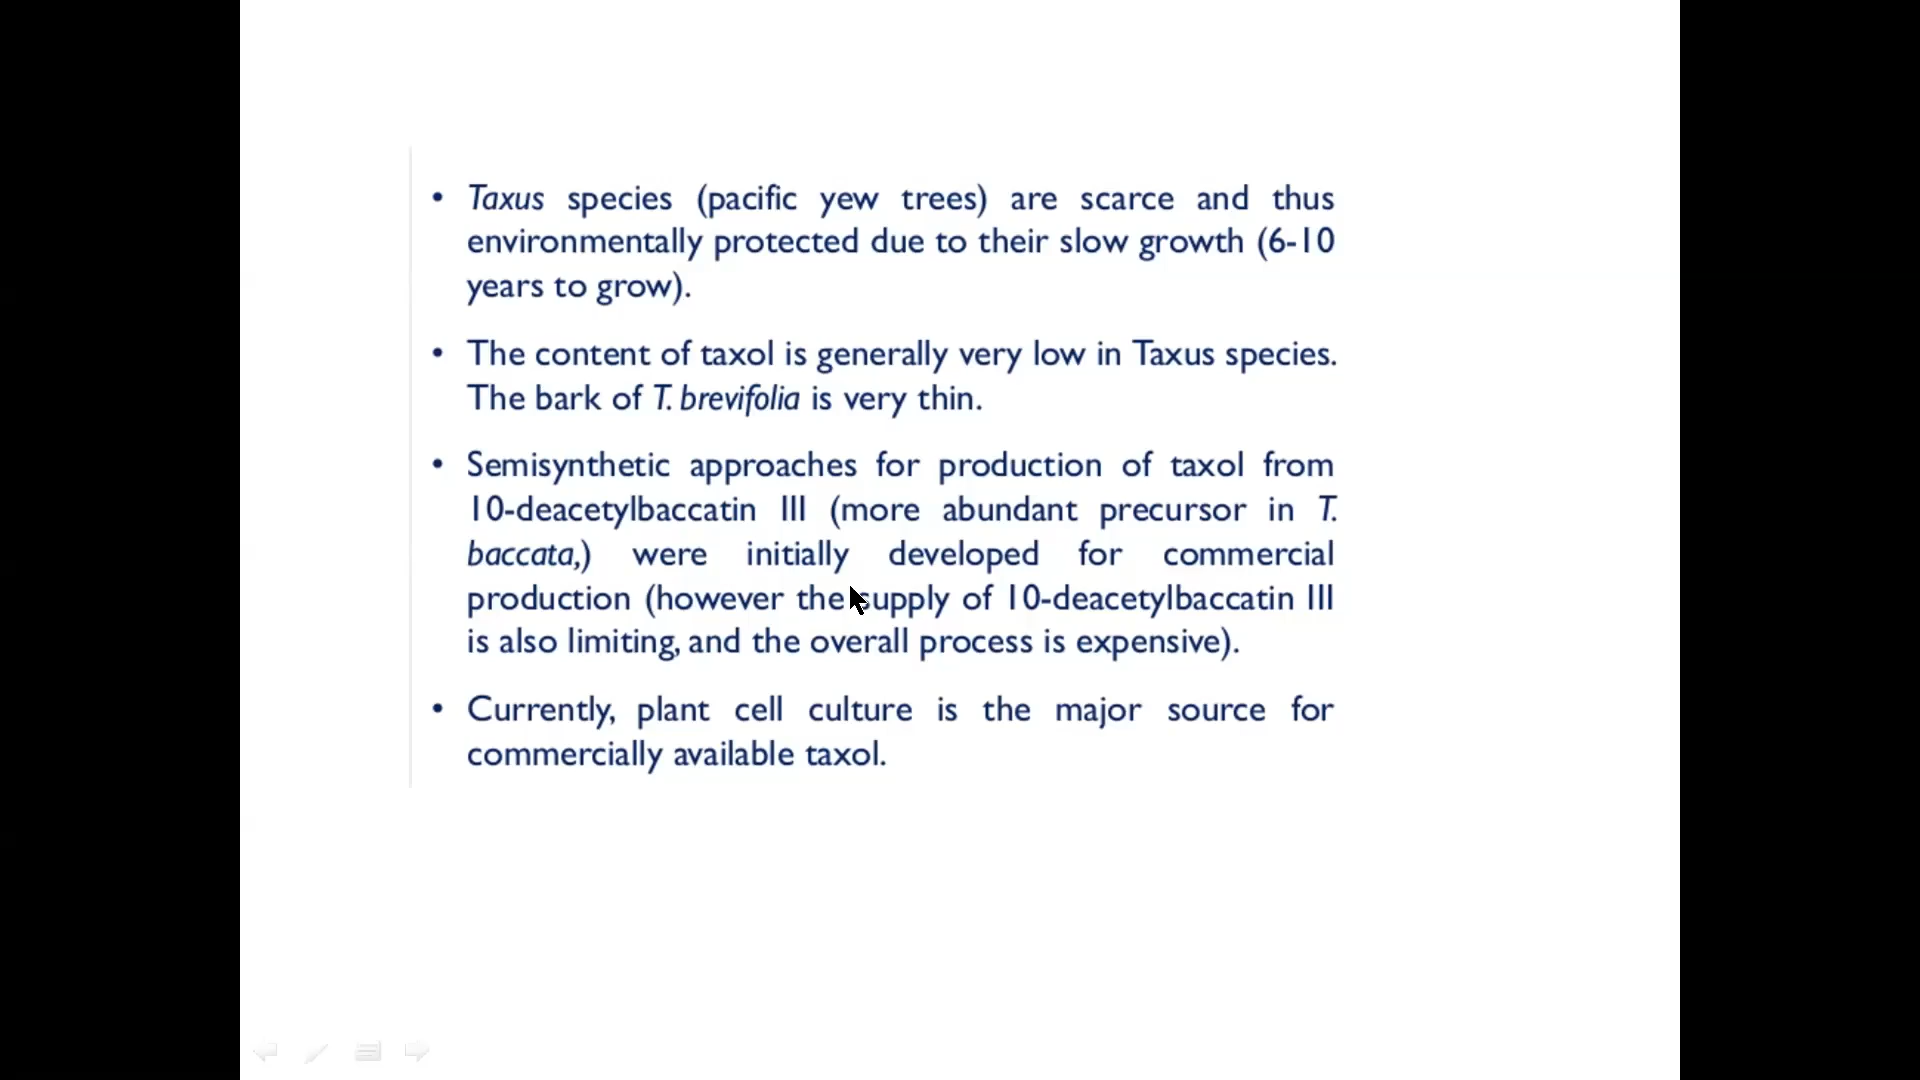 • Taxus species (pacific yew trees) are scarce and thus
environmentally protected due to their slow growth (6-10
years to grow).
• The content of taxol is generally very low in Taxus species.
The bark of T. brevifolia is very thin.
• Semisynthetic approaches for production of taxol from
10-deacetylbaccatin III (more abundant precursor in T.
baccata,) were initially developed for commercial
production (however the supply of 10-deacetylbaccatin III
is also limiting, and the overall process is expensive).
• Currently, plant cell culture is the major source for
commercially available taxol.